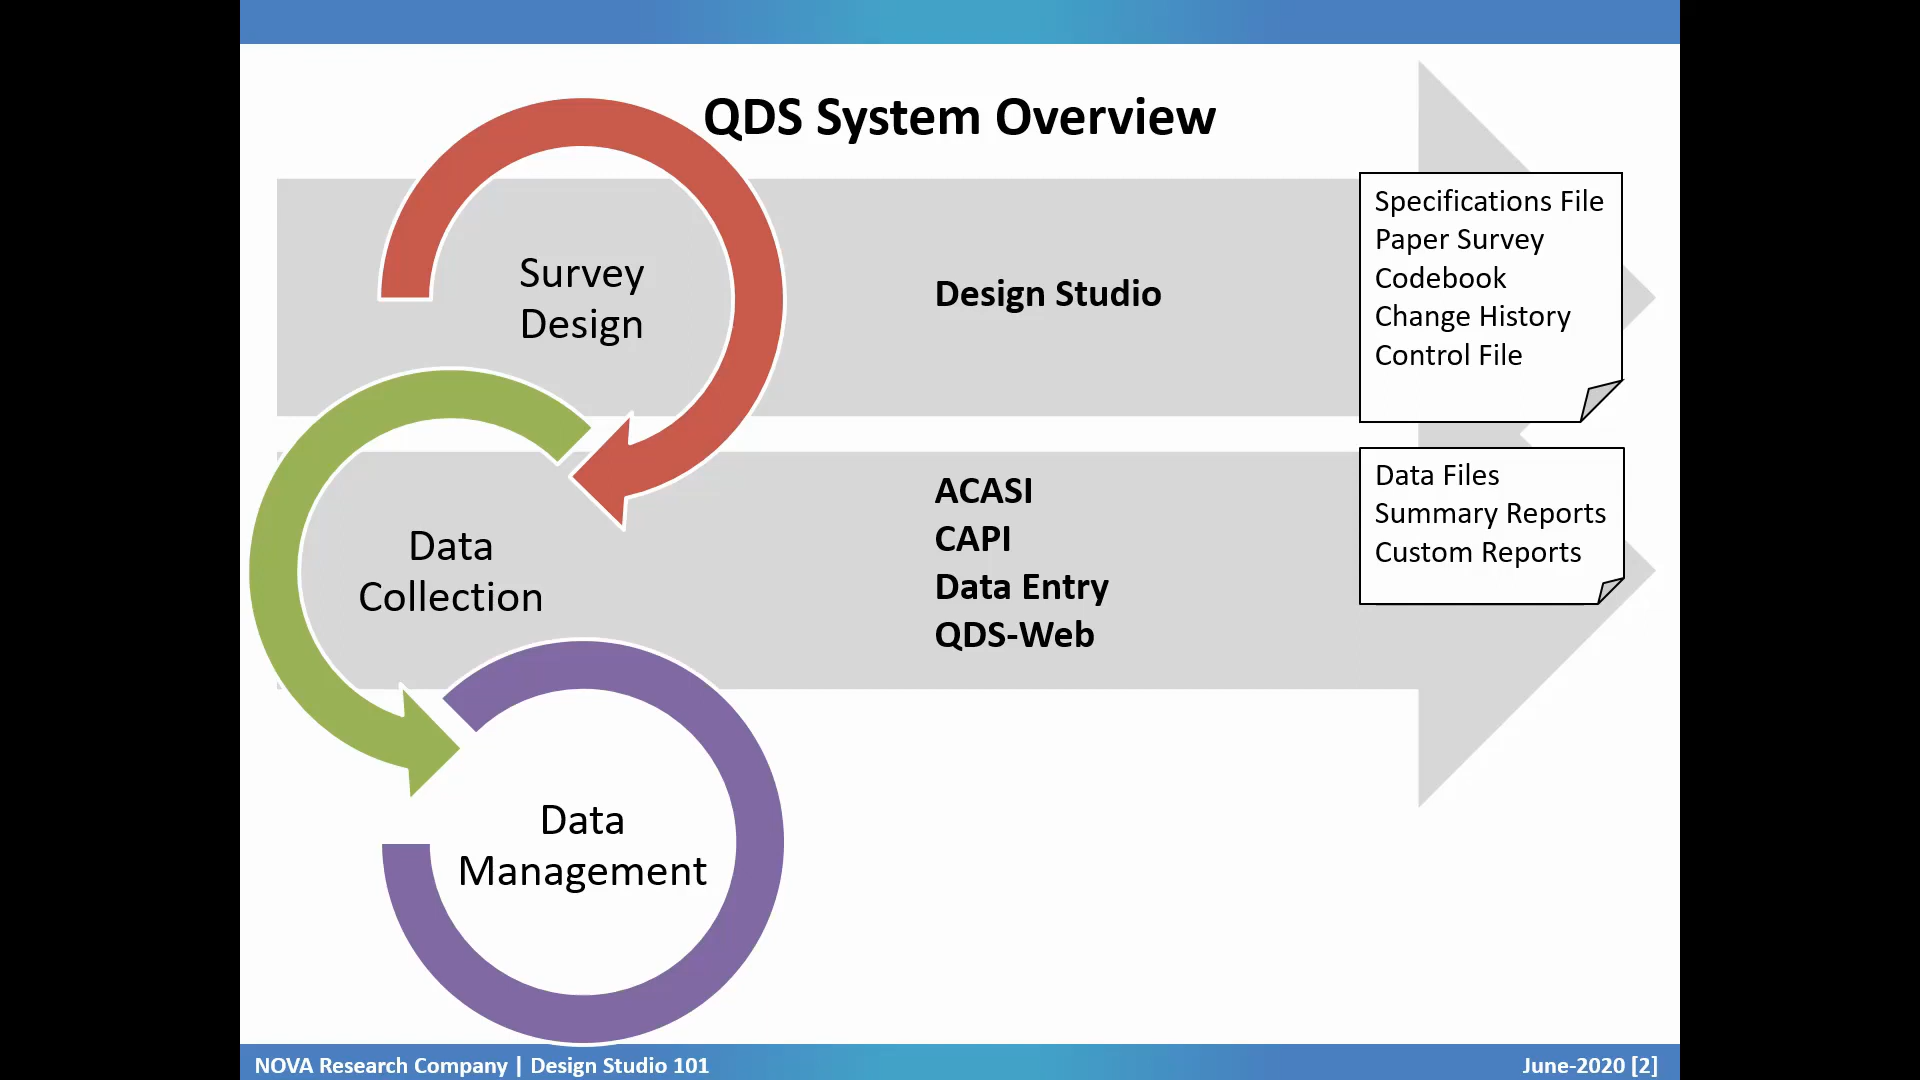 QDS System Overview
Survey
Design
Design Studio
Specifications File
Paper Survey
Codebook
Change History
Control File
Data
Collection
ACASI
CAPI
Data Entry
QDS-Web
Data Files
Summary Reports
Custom Reports
Data
Management
NOVA Research Company | Design Studio 101
June-2020 [2]